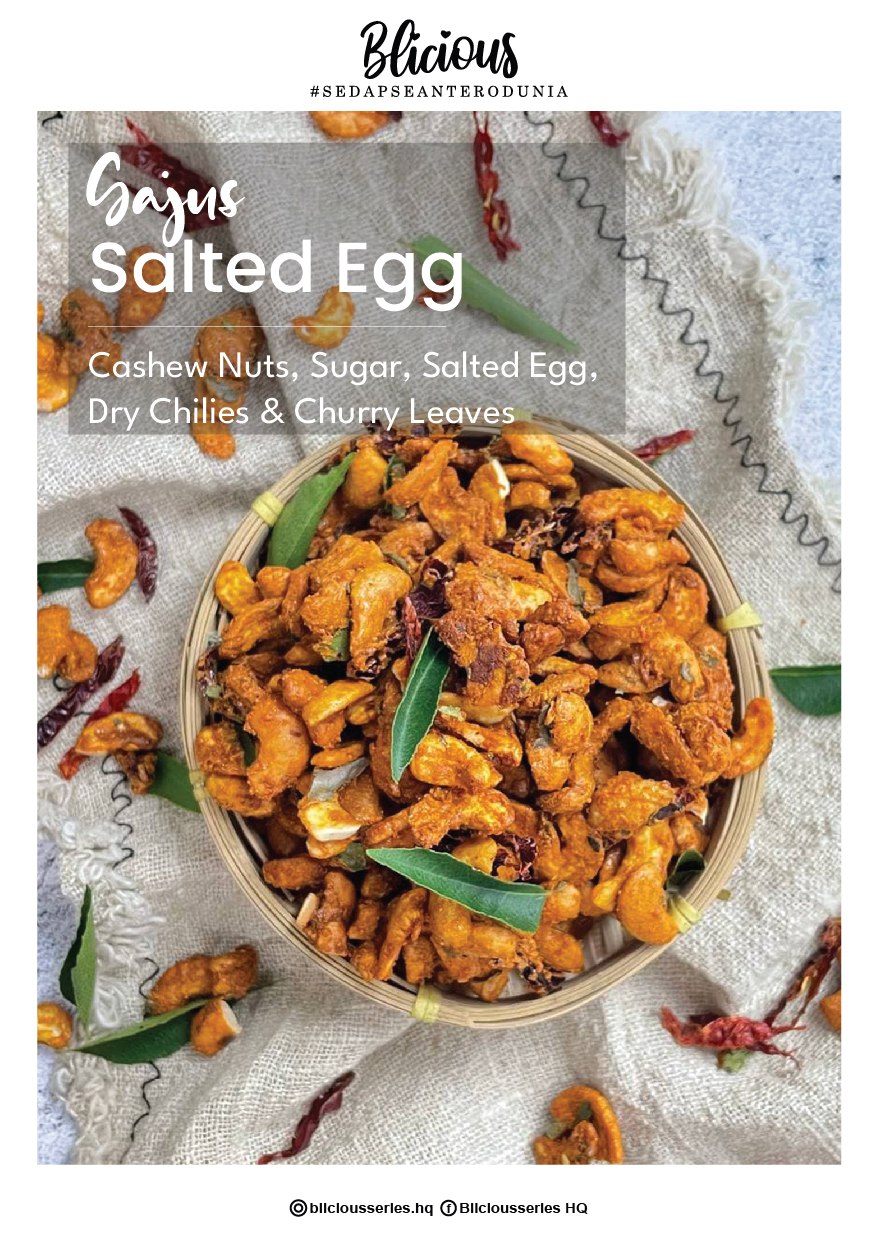 Blicious
#SEDAPSEANTERODUNIA
Gajus
Salted Egg
Cashew Nuts, Sugar, Salted Egg,
Dry Chilies & Churry Leaves
bliciousseries.hq Bliciousseries HQ